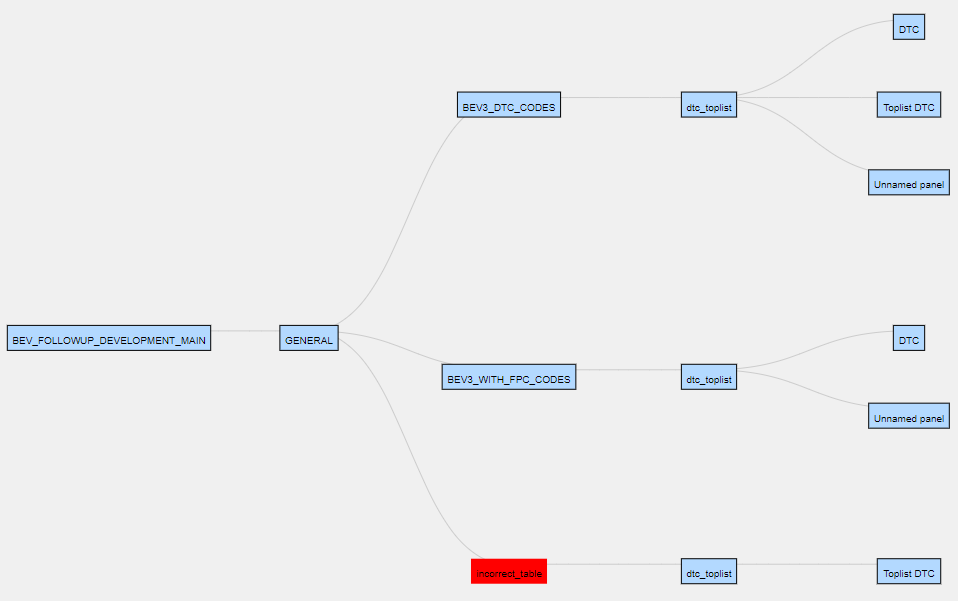 DTC
BEV3_DTC_CODES
dtc_toplist
Toplist DTC
Unnamed panel
BEV_FOLLOWUP_DEVELOPMENT_MAIN
GENERAL
DTC
BEV3_WITH_FPC_CODES
dtc_toplist
Unnamed panel
incorrect_table
dtc_toplist
Toplist DTC